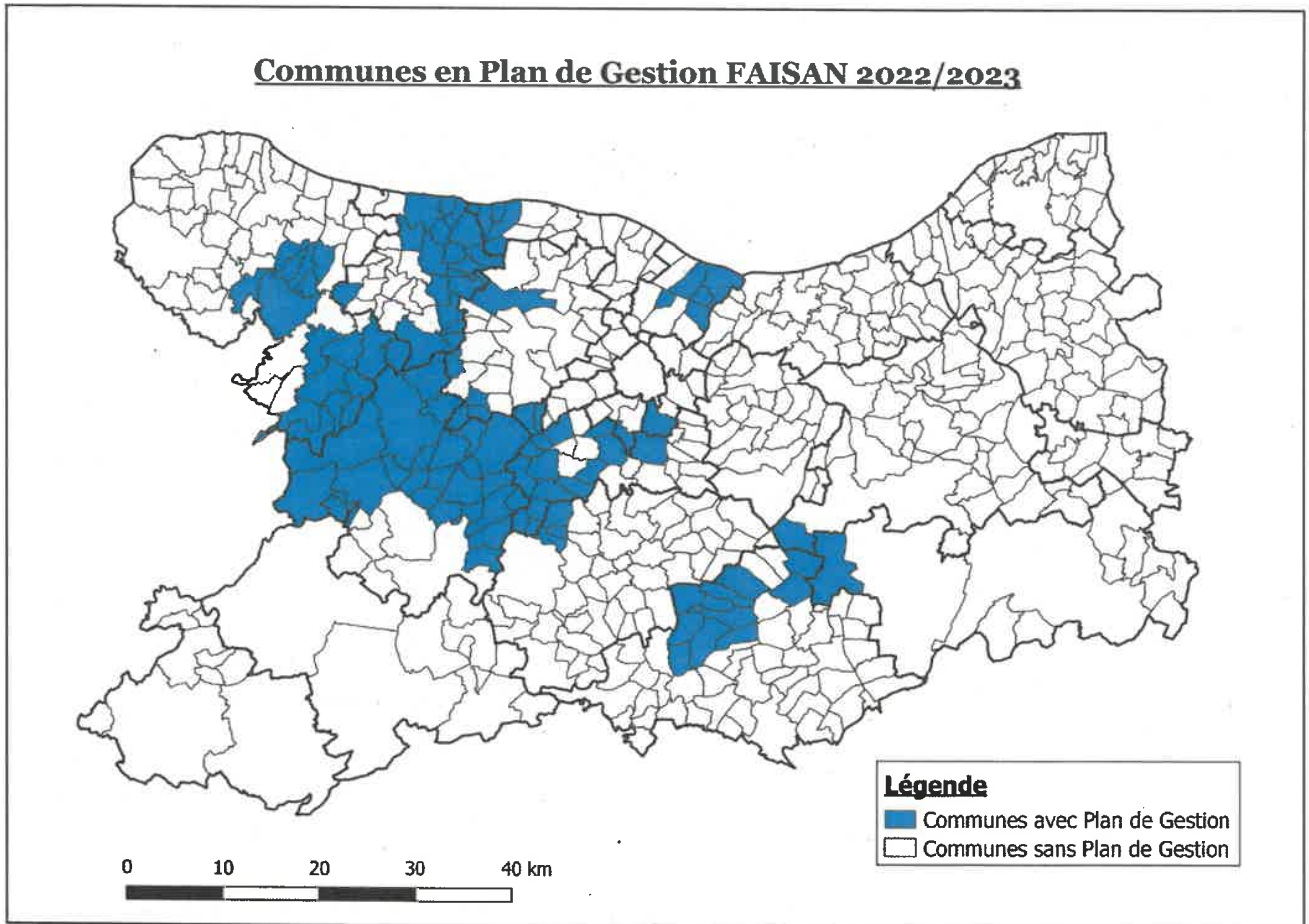 Communes en Plan de Gestion FAISAN 2022/2023
Légende
Communes avec Plan de Gestion
Communes sans Plan de Gestion
0 10 20 30 40 km